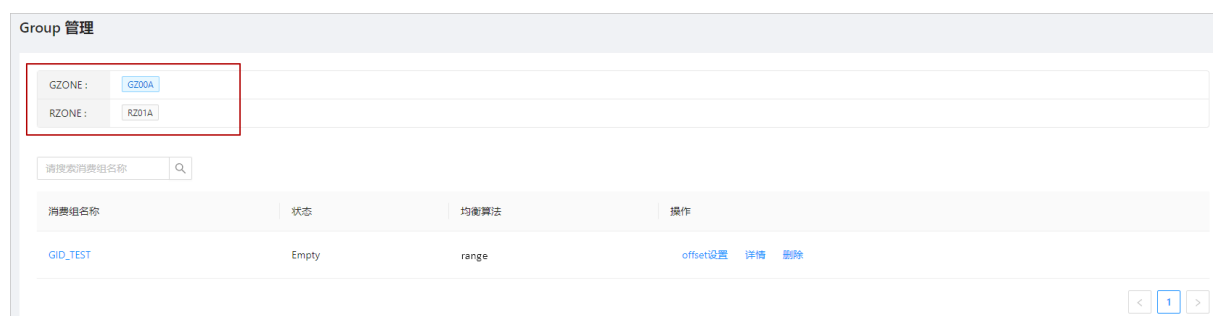 Group 管理
GZONE : GZ00A
RZONE : RZ01A
请搜索消费组名称
消费组名称 状态 均衡算法 操作
GID_TEST Empty range offset设置 详情 删除
< 1 >